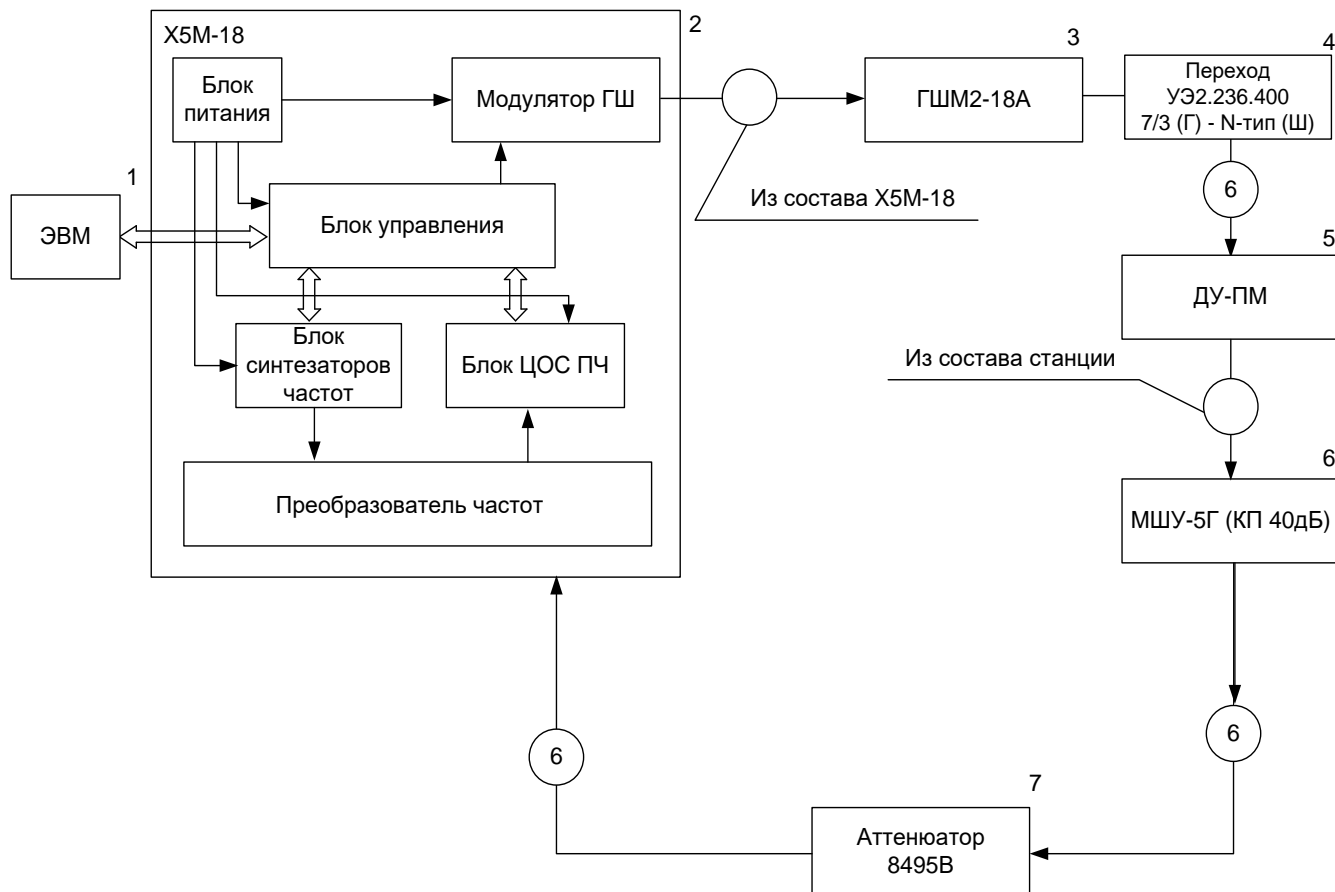 Х5М-18
2
Блок
питания
Модулятор ГШ
3
ГШМ2-18А
4
Переход
УЭ2.236.400
7/3 (Г) - N-тип (Ш)
1
ЭВМ
Блок управления
Из состава Х5М-18
6
5
ДУ-ПМ
Блок
синтезаторов
частот
Блок ЦОС ПЧ
Из состава станции
Преобразователь частот
6
МШУ-5Г (КП 40дБ)
6
6
7
Аттенюатор
8495В